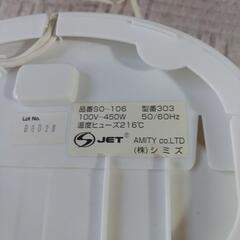 Lot No.
品番SO-106 型番303
100V-450W 50/60Hz
温度ヒューズ216℃
S JET AMITY co.LTD
(株)シミズ